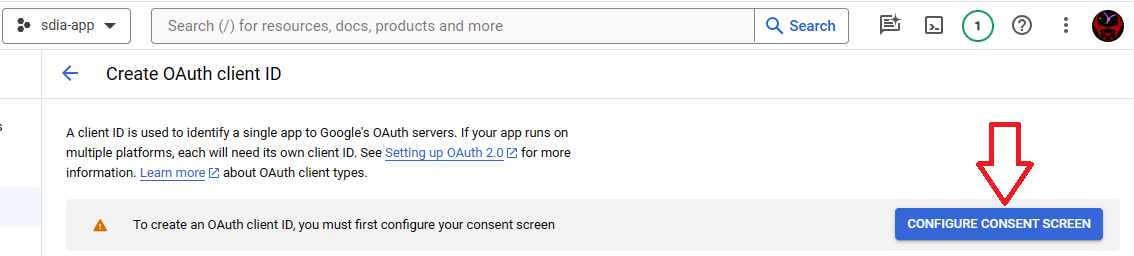 sdia-app
Search (/) for resources, docs, products and more
Search
1
Create OAuth client ID
A client ID is used to identify a single app to Google's OAuth servers. If your app runs on
multiple platforms, each will need its own client ID. See Setting up OAuth 2.0 for more
information. Learn more about OAuth client types.
To create an OAuth client ID, you must first configure your consent screen
CONFIGURE CONSENT SCREEN